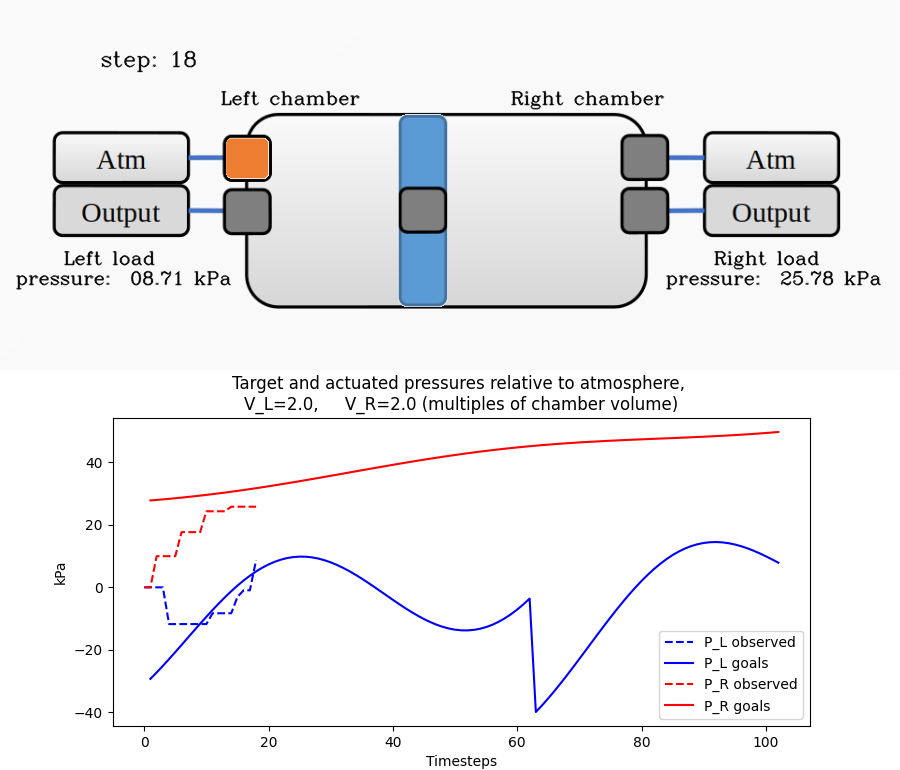 step: 18
Left chamber
Right chamber
Atm
Atm
Output
Output
Left load
pressure: 08.71 kPa
Right load
pressure: 25.78 kPa
Target and actuated pressures relative to atmosphere,
V_L=2.0, V_R=2.0 (multiples of chamber volume)
kPa
40
20
0
−20
−40
0
20
40
60
80
100
Timesteps
P_L observed
P_L goals
P_R observed
P_R goals